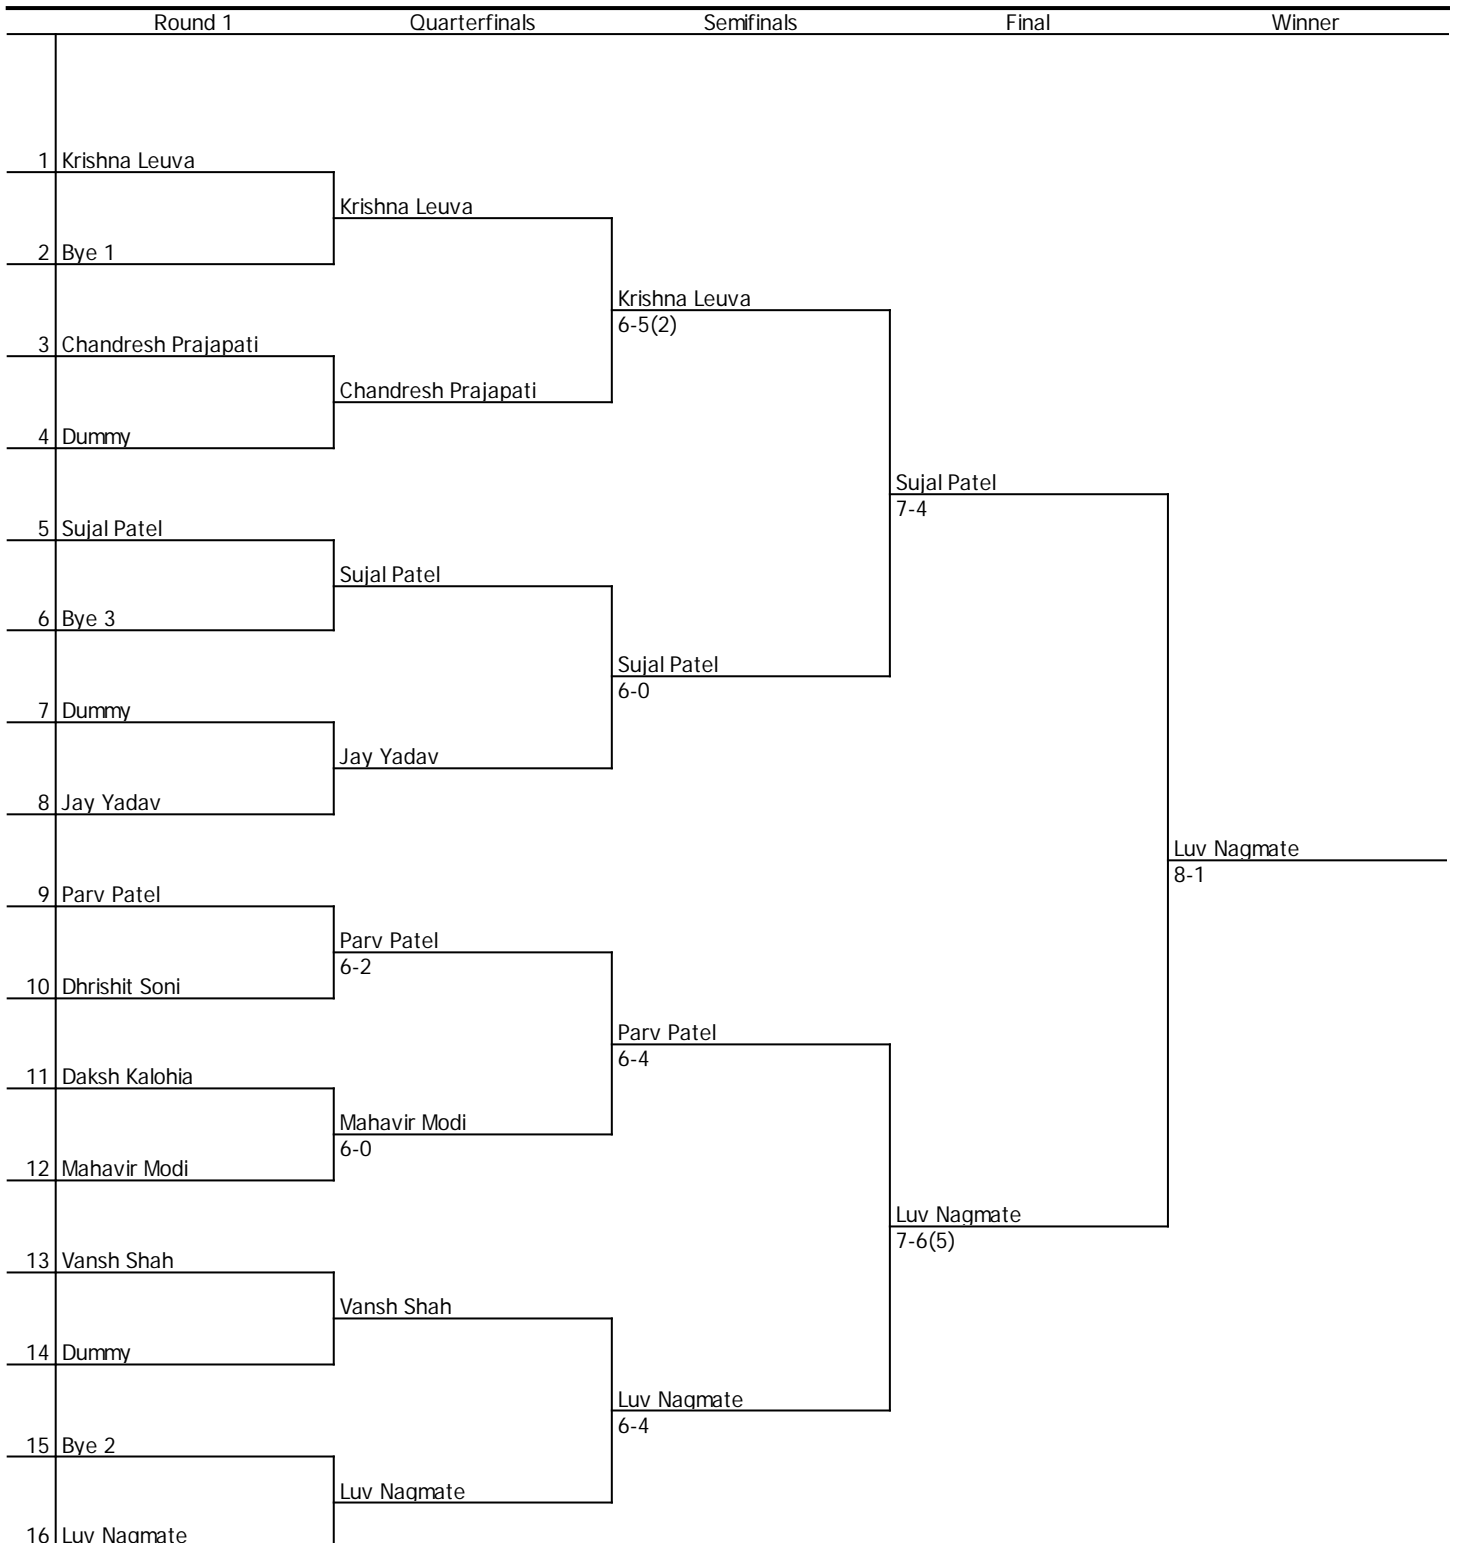 Round 1 Quarterfinals Semifinals Final Winner
1 Krishna Leuva
Krishna Leuva
2 Bye 1
Krishna Leuva
6-5(2)
3 Chandresh Prajapati
Chandresh Prajapati
4 Dummy
Sujal Patel
7-4
5 Sujal Patel
Sujal Patel
6 Bye 3
Sujal Patel
6-0
7 Dummy
Jay Yadav
8 Jay Yadav
Luv Nagmate
8-1
9 Parv Patel
Parv Patel
6-2
10 Dhrishit Soni
Parv Patel
6-4
11 Daksh Kalohia
Mahavir Modi
6-0
12 Mahavir Modi
Luv Nagmate
7-6(5)
13 Vansh Shah
Vansh Shah
14 Dummy
Luv Nagmate
6-4
15 Bye 2
Luv Nagmate
16 Luv Nagmate